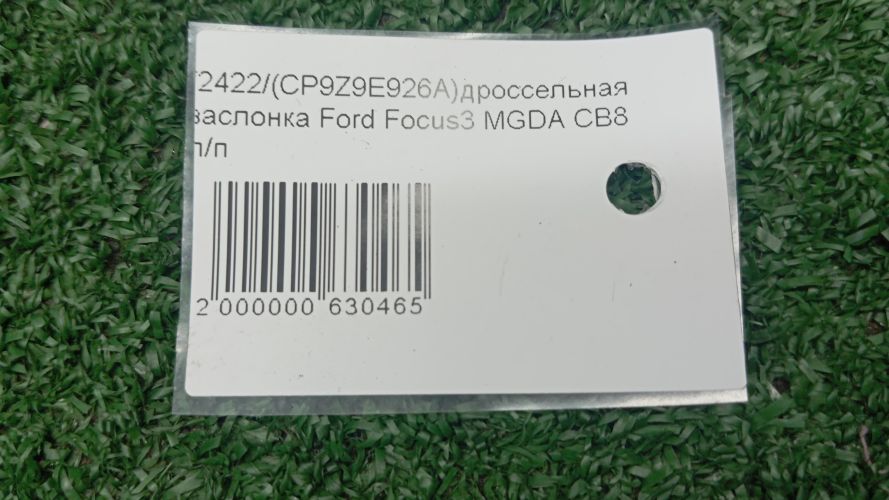 2422/(CP9Z9E926A)дроссельная
заслонка Ford Focus3 MGDA CB8
п/п
2 000000 630465